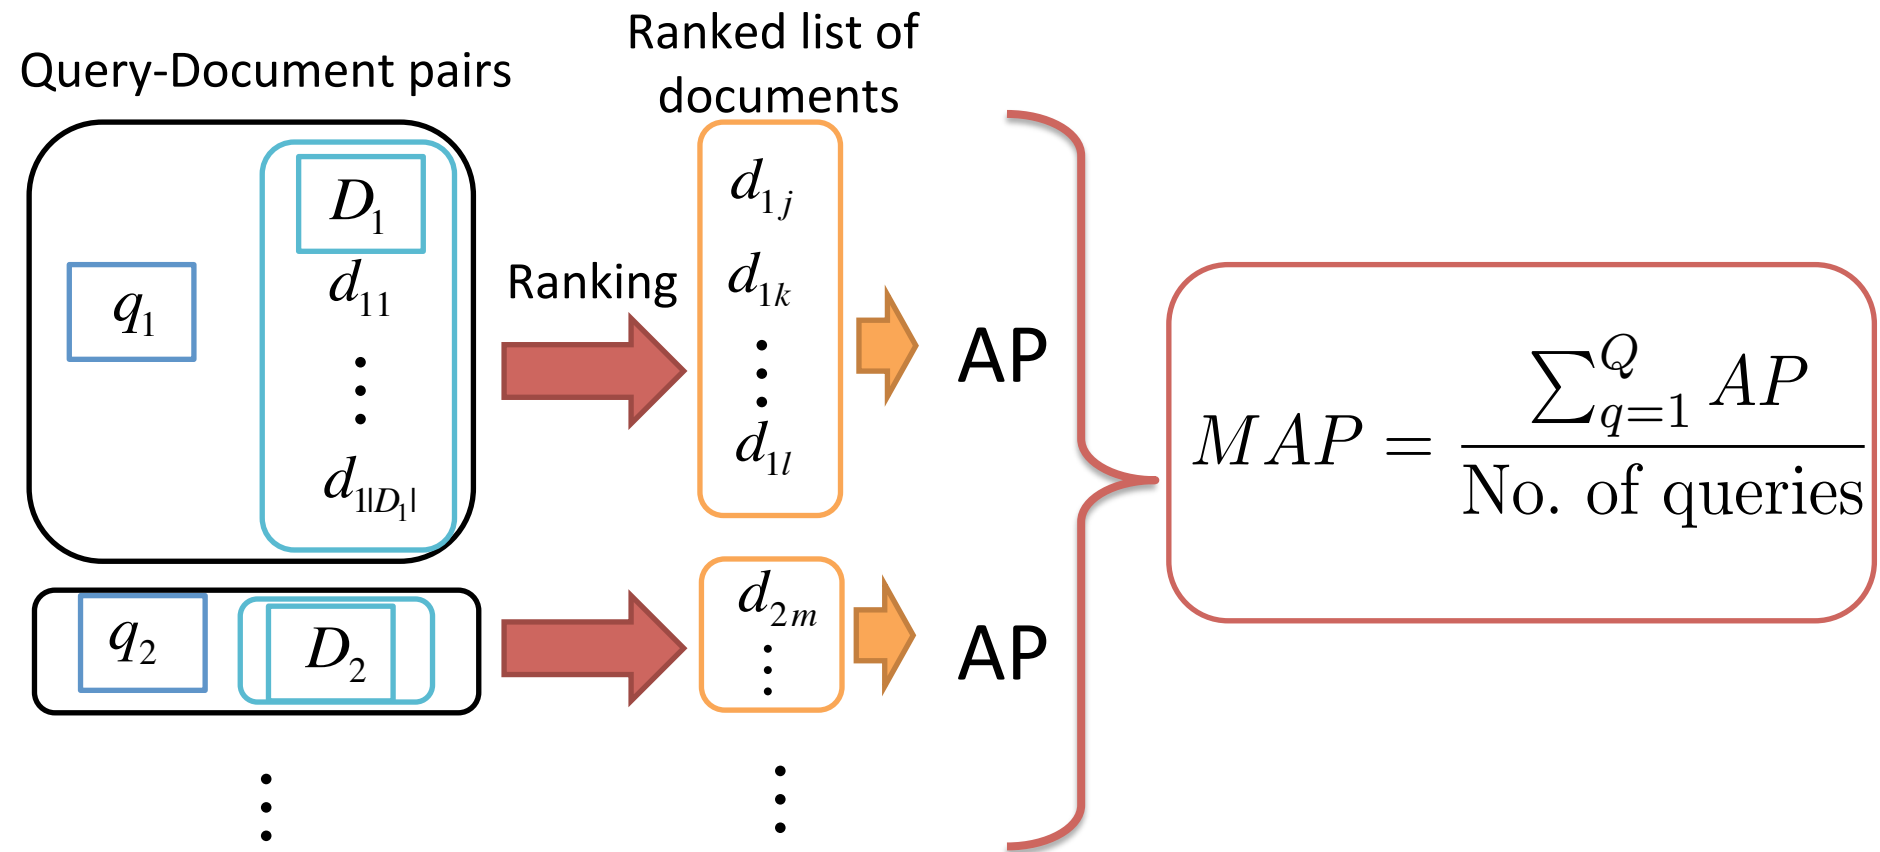 Query-Document pairs
Ranked list of
documents
D₁
q₁
d₁₁
⋮
d₁|D₁|
Ranking
d₁ⱼ
d₁ₖ
⋮
d₁ₗ
AP
q₂
D₂
d₂ₘ
⋮
AP
⋮
⋮
MAP = ∑_{q=1}^{Q} AP
No. of queries